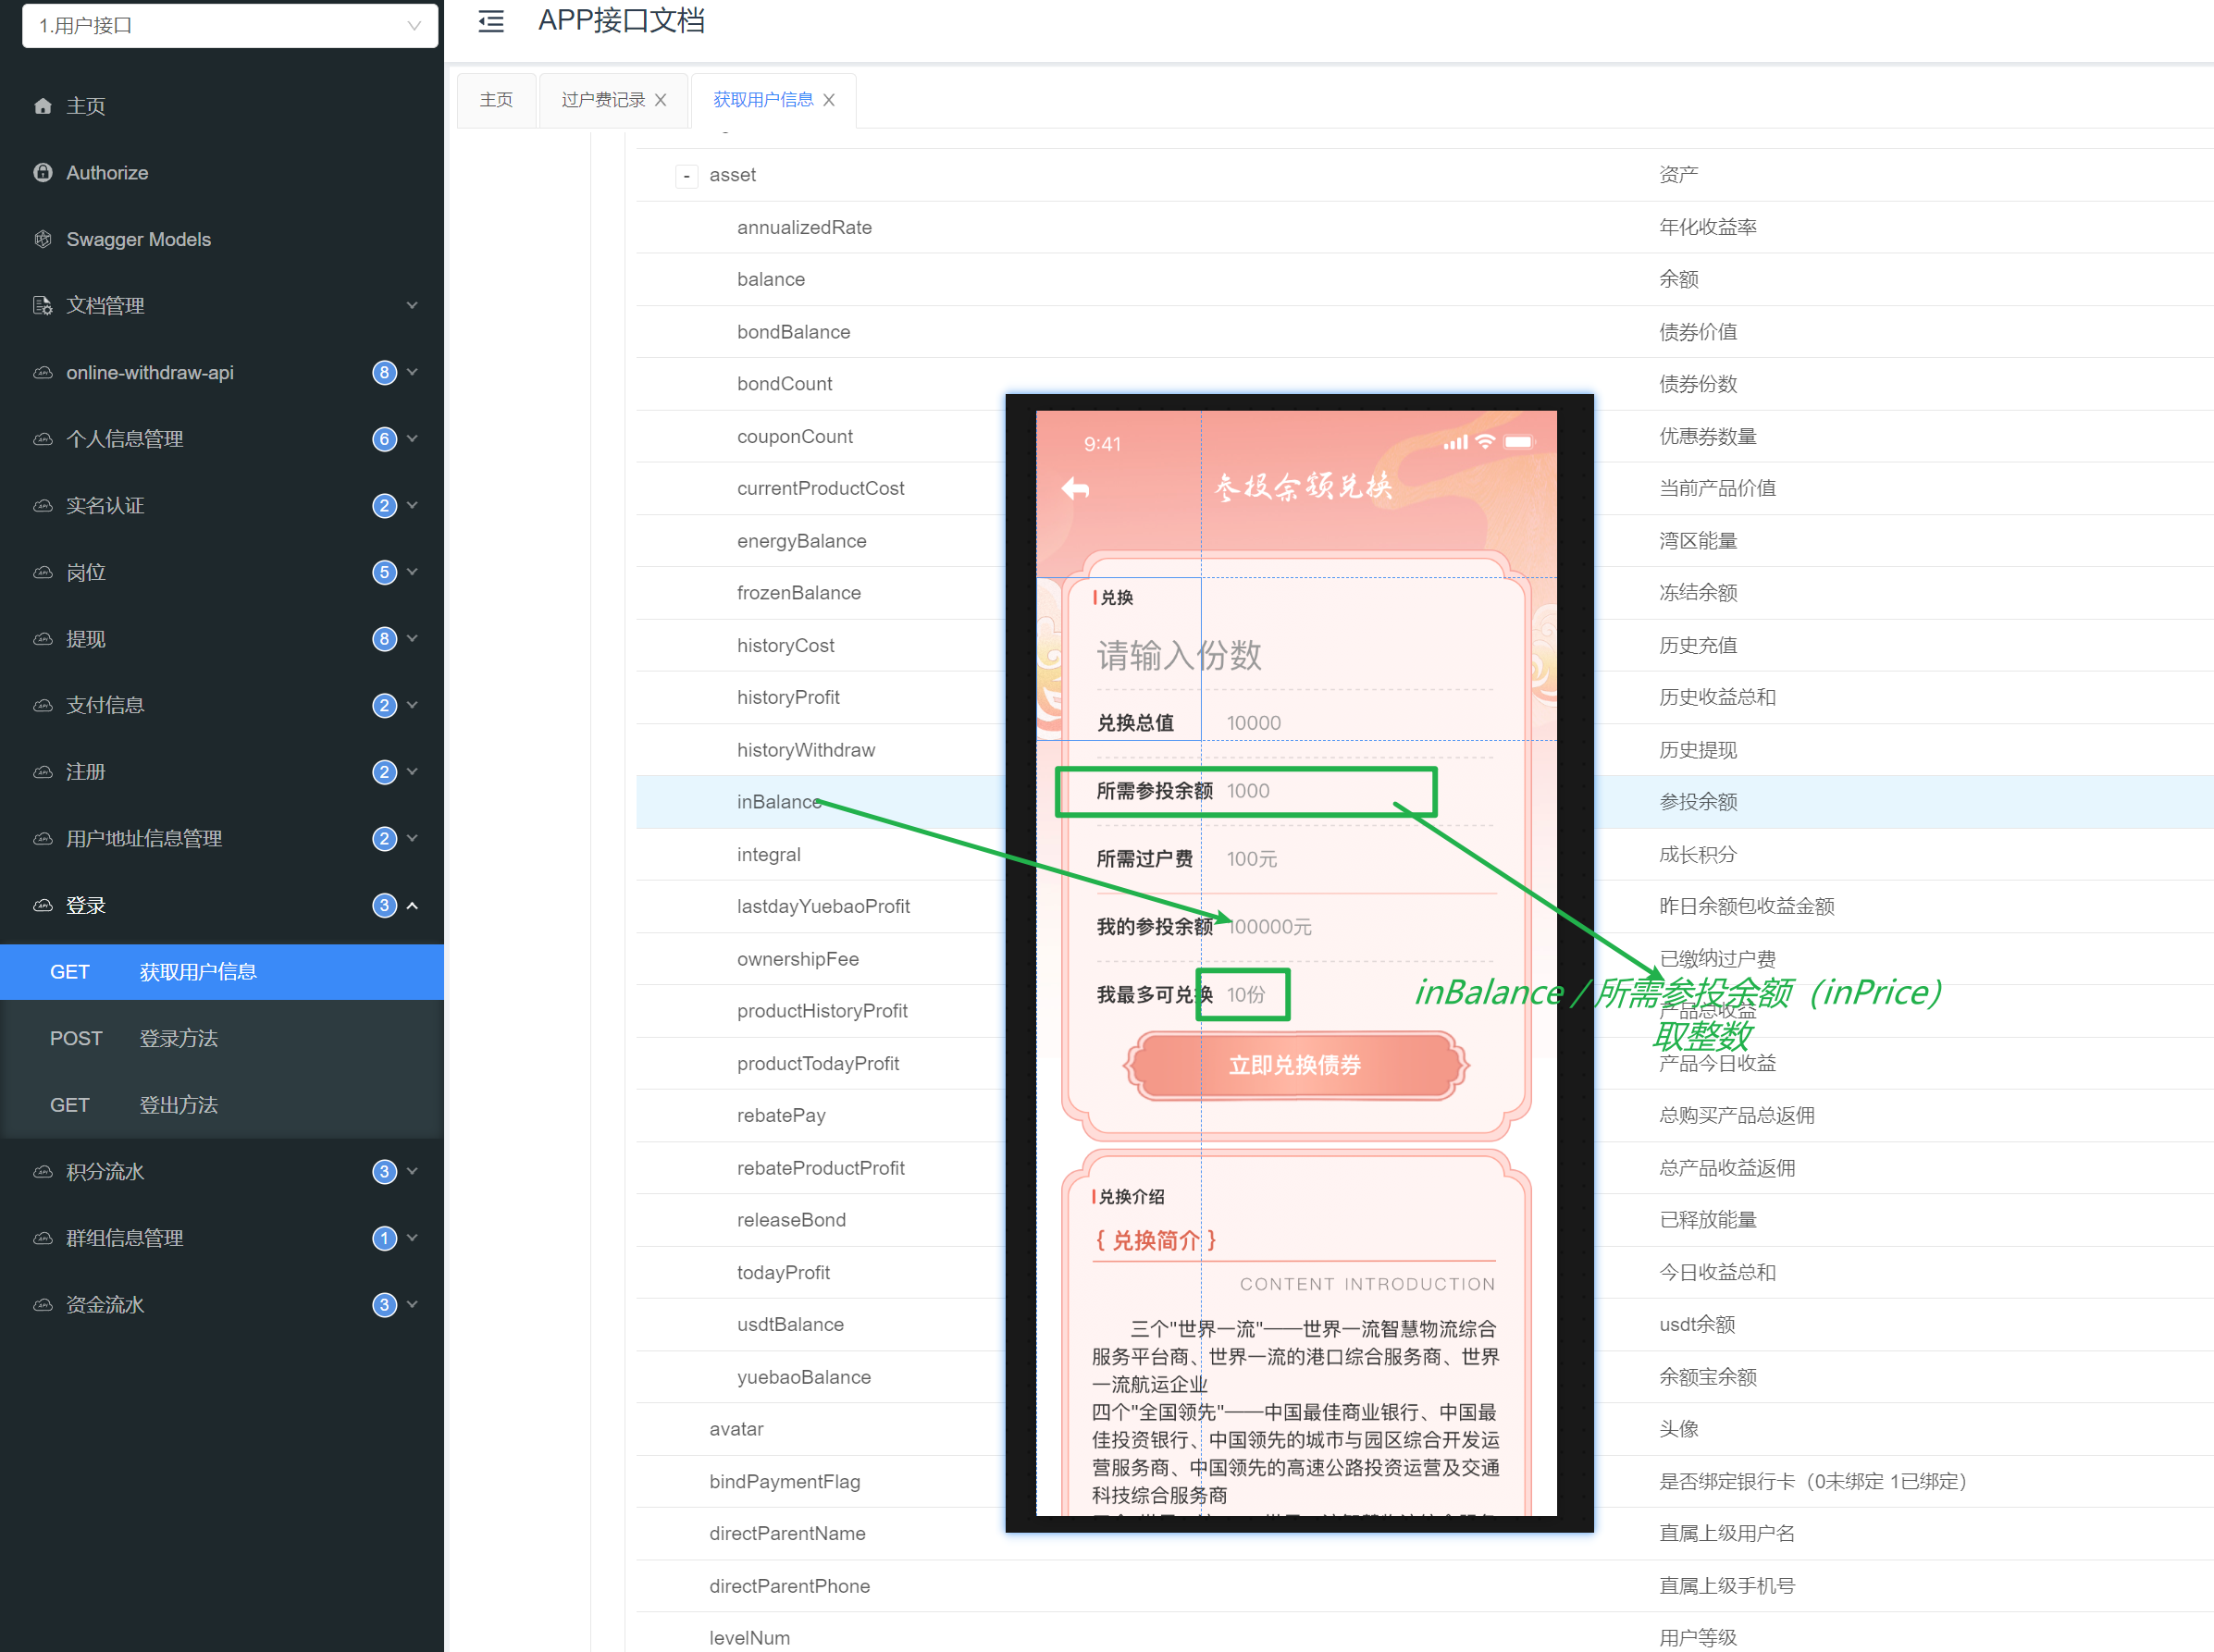 1.用户接口
主页
Authorize
Swagger Models
文档管理
online-withdraw-api 8
个人信息管理 6
实名认证 2
岗位 5
提现 8
支付信息 2
注册 2
用户地址信息管理 2
登录 3
GET 获取用户信息
POST 登录方法
GET 登出方法
积分流水 3
群组信息管理 1
资金流水 3
APP接口文档
主页
过户费记录
获取用户信息
- asset 资产
annualizedRate 年化收益率
balance 余额
bondBalance 债券价值
bondCount 债券份数
couponCount 优惠券数量
currentProductCost 当前产品价值
energyBalance 湾区能量
frozenBalance 冻结余额
historyCost 历史充值
historyProfit 历史收益总和
historyWithdraw 历史提现
inBalance 参投余额
integral 成长积分
lastdayYuebaoProfit 昨日余额包收益金额
ownershipFee 已缴纳过户费
productHistoryProfit 产品总收益
productTodayProfit 产品今日收益
rebatePay 总购买产品总返佣
rebateProductProfit 总产品收益返佣
releaseBond 已释放能量
todayProfit 今日收益总和
usdtBalance usdt余额
yuebaoBalance 余额宝余额
avatar 头像
bindPaymentFlag 是否绑定银行卡（0未绑定 1已绑定）
directParentName 直属上级用户名
directParentPhone 直属上级手机号
levelNum 用户等级
9:41
参投余额兑换
兑换
请输入份数
兑换总值 10000
所需参投余额 1000
所需过户费 100元
我的参投余额 100000元
我最多可兑换 10份
立即兑换债券
兑换介绍
{ 兑换简介 }
CONTENT INTRODUCTION
三个"世界一流"——世界一流智慧物流综合
服务平台商、世界一流的港口综合服务商、世界
一流航运企业
四个"全国领先"——中国最佳商业银行、中国最
佳投资银行、中国领先的城市与园区综合开发运
营服务商、中国领先的高速公路投资运营及交通
科技综合服务商
inBalance / 所需参投余额（inPrice）
取整数